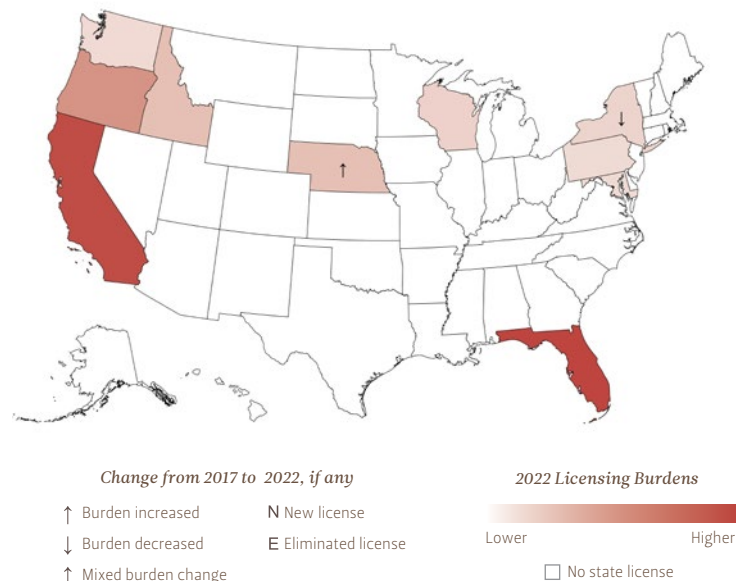 ↑
↓
Change from 2017 to 2022, if any
↑ Burden increased
↓ Burden decreased
↑ Mixed burden change
N New license
E Eliminated license
2022 Licensing Burdens
Lower Higher
No state license